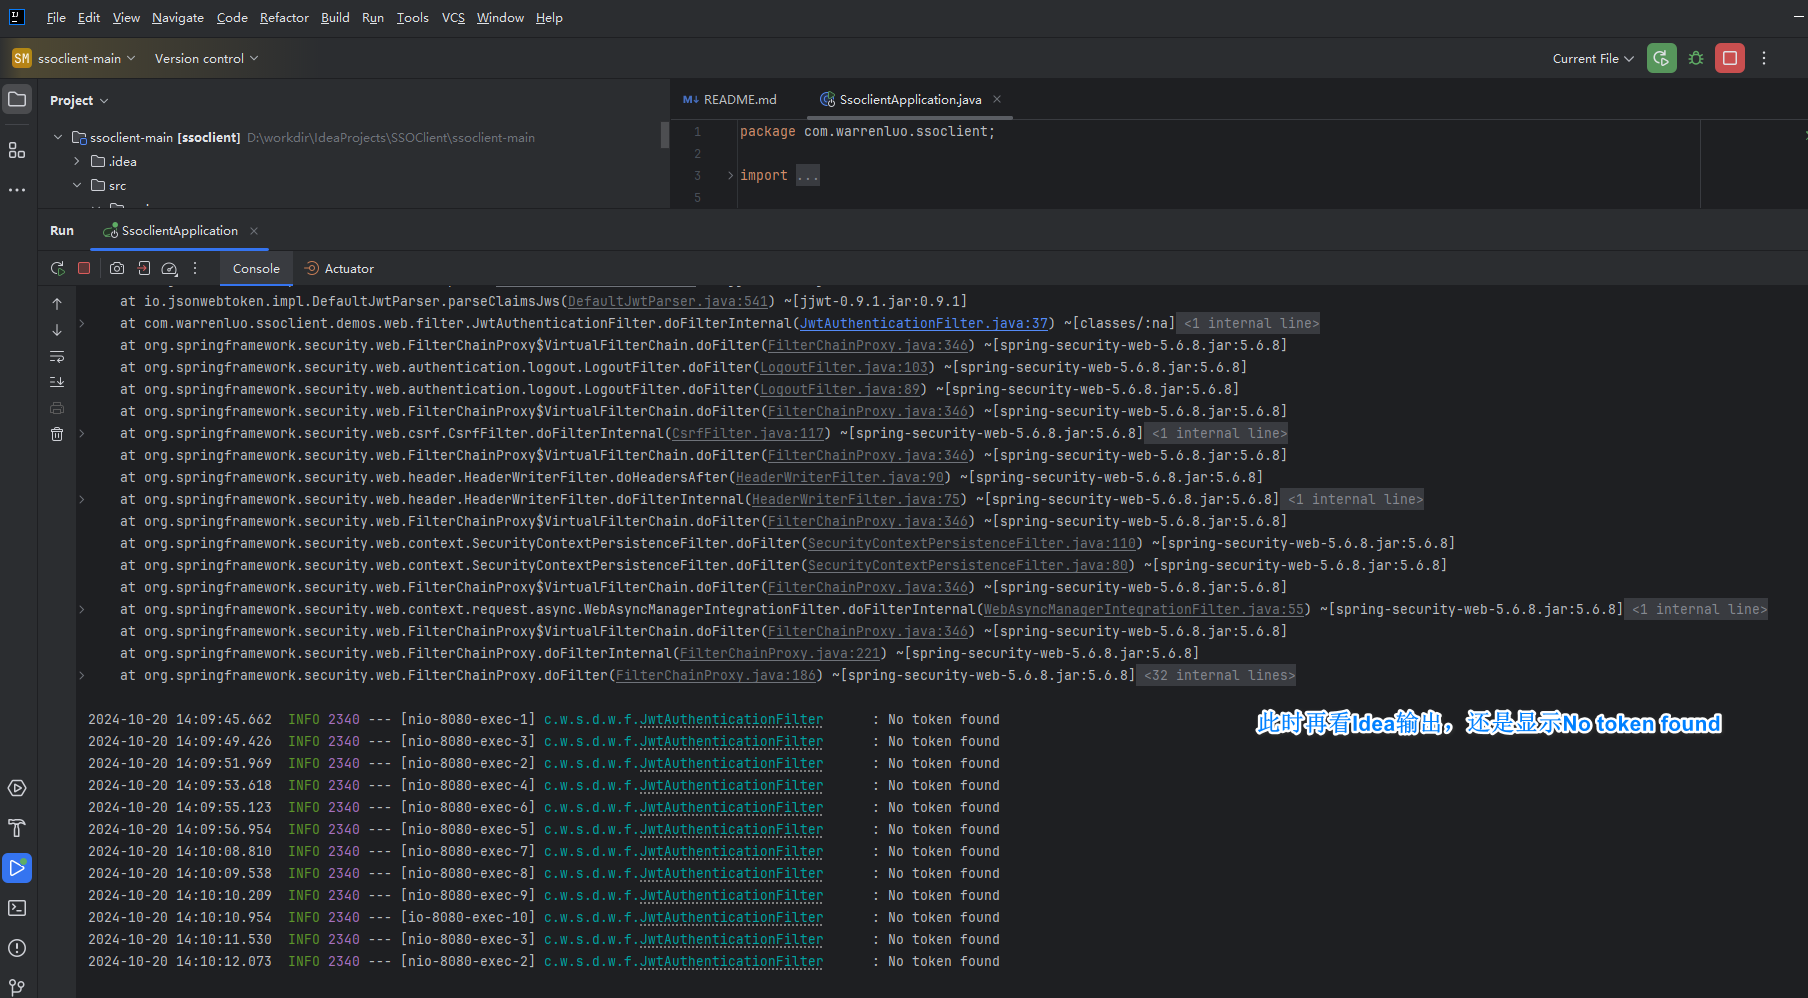 File Edit View Navigate Code Refactor Build Run Tools VCS Window Help
SM ssoclient-main Version control Current File
Project
README.md SsoclientApplication.java
ssoclient-main [ssoclient] D:\workdir\IdeaProjects\SSOClient\ssoclient-main
.idea
src
1 package com.warrenluo.ssoclient;
2
3 import ...
5
Run SsoclientApplication
Console Actuator
at io.jsonwebtoken.impl.DefaultJwtParser.parseClaimsJws(DefaultJwtParser.java:541) ~[jjwt-0.9.1.jar:0.9.1]
at com.warrenluo.ssoclient.demos.web.filter.JwtAuthenticationFilter.doFilterInternal(JwtAuthenticationFilter.java:37) ~[classes/:na] <1 internal line>
at org.springframework.security.web.FilterChainProxy$VirtualFilterChain.doFilter(FilterChainProxy.java:346) ~[spring-security-web-5.6.8.jar:5.6.8]
at org.springframework.security.web.authentication.logout.LogoutFilter.doFilter(LogoutFilter.java:103) ~[spring-security-web-5.6.8.jar:5.6.8]
at org.springframework.security.web.authentication.logout.LogoutFilter.doFilter(LogoutFilter.java:89) ~[spring-security-web-5.6.8.jar:5.6.8]
at org.springframework.security.web.FilterChainProxy$VirtualFilterChain.doFilter(FilterChainProxy.java:346) ~[spring-security-web-5.6.8.jar:5.6.8]
at org.springframework.security.web.csrf.CsrfFilter.doFilterInternal(CsrfFilter.java:117) ~[spring-security-web-5.6.8.jar:5.6.8] <1 internal line>
at org.springframework.security.web.FilterChainProxy$VirtualFilterChain.doFilter(FilterChainProxy.java:346) ~[spring-security-web-5.6.8.jar:5.6.8]
at org.springframework.security.web.header.HeaderWriterFilter.doHeadersAfter(HeaderWriterFilter.java:90) ~[spring-security-web-5.6.8.jar:5.6.8]
at org.springframework.security.web.header.HeaderWriterFilter.doFilterInternal(HeaderWriterFilter.java:75) ~[spring-security-web-5.6.8.jar:5.6.8] <1 internal line>
at org.springframework.security.web.FilterChainProxy$VirtualFilterChain.doFilter(FilterChainProxy.java:346) ~[spring-security-web-5.6.8.jar:5.6.8]
at org.springframework.security.web.context.SecurityContextPersistenceFilter.doFilter(SecurityContextPersistenceFilter.java:110) ~[spring-security-web-5.6.8.jar:5.6.8]
at org.springframework.security.web.context.SecurityContextPersistenceFilter.doFilter(SecurityContextPersistenceFilter.java:80) ~[spring-security-web-5.6.8.jar:5.6.8]
at org.springframework.security.web.FilterChainProxy$VirtualFilterChain.doFilter(FilterChainProxy.java:346) ~[spring-security-web-5.6.8.jar:5.6.8]
at org.springframework.security.web.context.request.async.WebAsyncManagerIntegrationFilter.doFilterInternal(WebAsyncManagerIntegrationFilter.java:55) ~[spring-security-web-5.6.8.jar:5.6.8] <1 internal line>
at org.springframework.security.web.FilterChainProxy$VirtualFilterChain.doFilter(FilterChainProxy.java:346) ~[spring-security-web-5.6.8.jar:5.6.8]
at org.springframework.security.web.FilterChainProxy.doFilterInternal(FilterChainProxy.java:221) ~[spring-security-web-5.6.8.jar:5.6.8]
at org.springframework.security.web.FilterChainProxy.doFilter(FilterChainProxy.java:186) ~[spring-security-web-5.6.8.jar:5.6.8] <32 internal lines>
2024-10-20 14:09:45.662 INFO 2340 --- [nio-8080-exec-1] c.w.s.d.w.f.JwtAuthenticationFilter : No token found
此时再看Idea输出，还是显示No token found
2024-10-20 14:09:49.426 INFO 2340 --- [nio-8080-exec-3] c.w.s.d.w.f.JwtAuthenticationFilter : No token found
2024-10-20 14:09:51.969 INFO 2340 --- [nio-8080-exec-2] c.w.s.d.w.f.JwtAuthenticationFilter : No token found
2024-10-20 14:09:53.618 INFO 2340 --- [nio-8080-exec-4] c.w.s.d.w.f.JwtAuthenticationFilter : No token found
2024-10-20 14:09:55.123 INFO 2340 --- [nio-8080-exec-6] c.w.s.d.w.f.JwtAuthenticationFilter : No token found
2024-10-20 14:09:56.954 INFO 2340 --- [nio-8080-exec-5] c.w.s.d.w.f.JwtAuthenticationFilter : No token found
2024-10-20 14:10:08.810 INFO 2340 --- [nio-8080-exec-7] c.w.s.d.w.f.JwtAuthenticationFilter : No token found
2024-10-20 14:10:09.538 INFO 2340 --- [nio-8080-exec-8] c.w.s.d.w.f.JwtAuthenticationFilter : No token found
2024-10-20 14:10:10.209 INFO 2340 --- [nio-8080-exec-9] c.w.s.d.w.f.JwtAuthenticationFilter : No token found
2024-10-20 14:10:10.954 INFO 2340 --- [io-8080-exec-10] c.w.s.d.w.f.JwtAuthenticationFilter : No token found
2024-10-20 14:10:11.530 INFO 2340 --- [nio-8080-exec-3] c.w.s.d.w.f.JwtAuthenticationFilter : No token found
2024-10-20 14:10:12.073 INFO 2340 --- [nio-8080-exec-2] c.w.s.d.w.f.JwtAuthenticationFilter : No token found